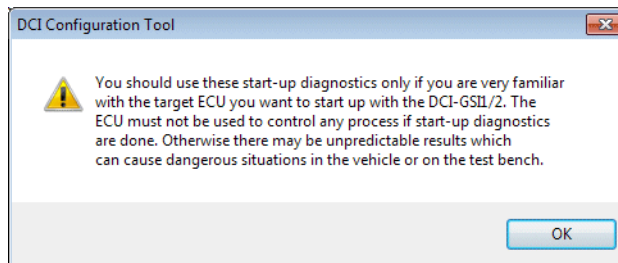 DCI Configuration Tool
You should use these start-up diagnostics only if you are very familiar
with the target ECU you want to start up with the DCI-GSI1/2. The
ECU must not be used to control any process if start-up diagnostics
are done. Otherwise there may be unpredictable results which
can cause dangerous situations in the vehicle or on the test bench.
OK